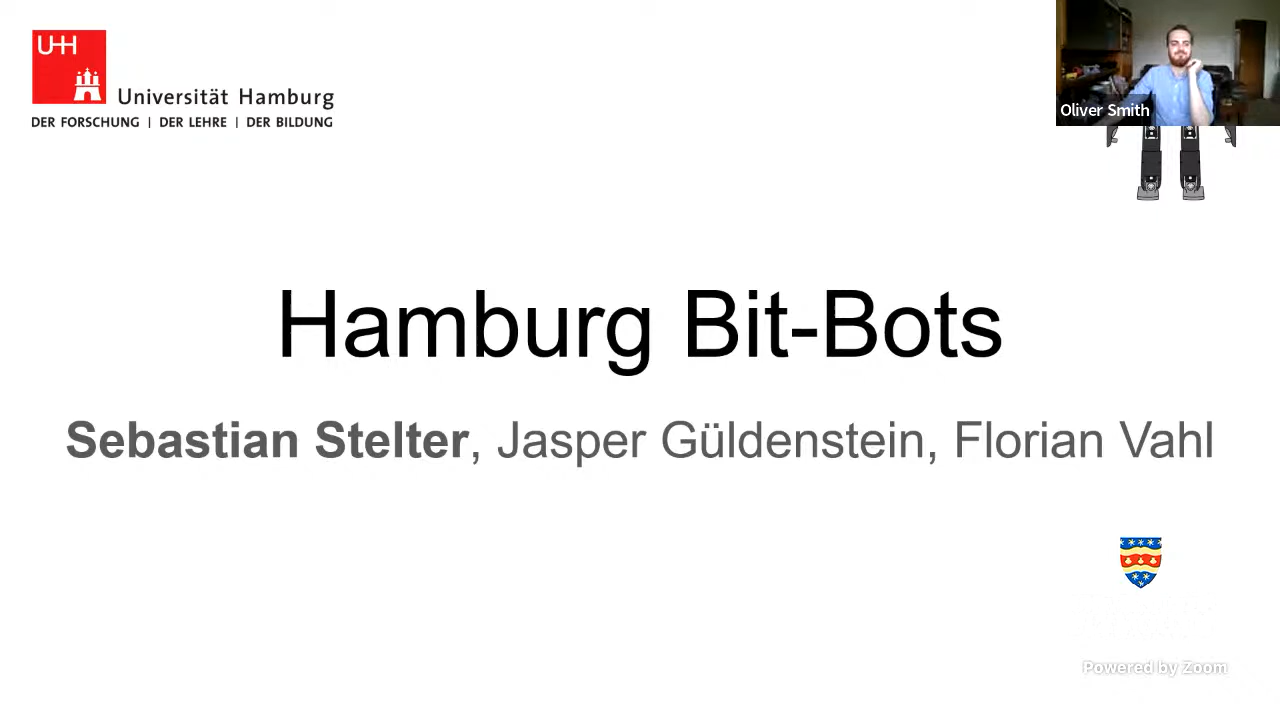 UHH
Universität Hamburg
DER FORSCHUNG | DER LEHRE | DER BILDUNG
Oliver Smith
Hamburg Bit-Bots
Sebastian Stelter, Jasper Güldenstein, Florian Vahl
Powered by Zoom